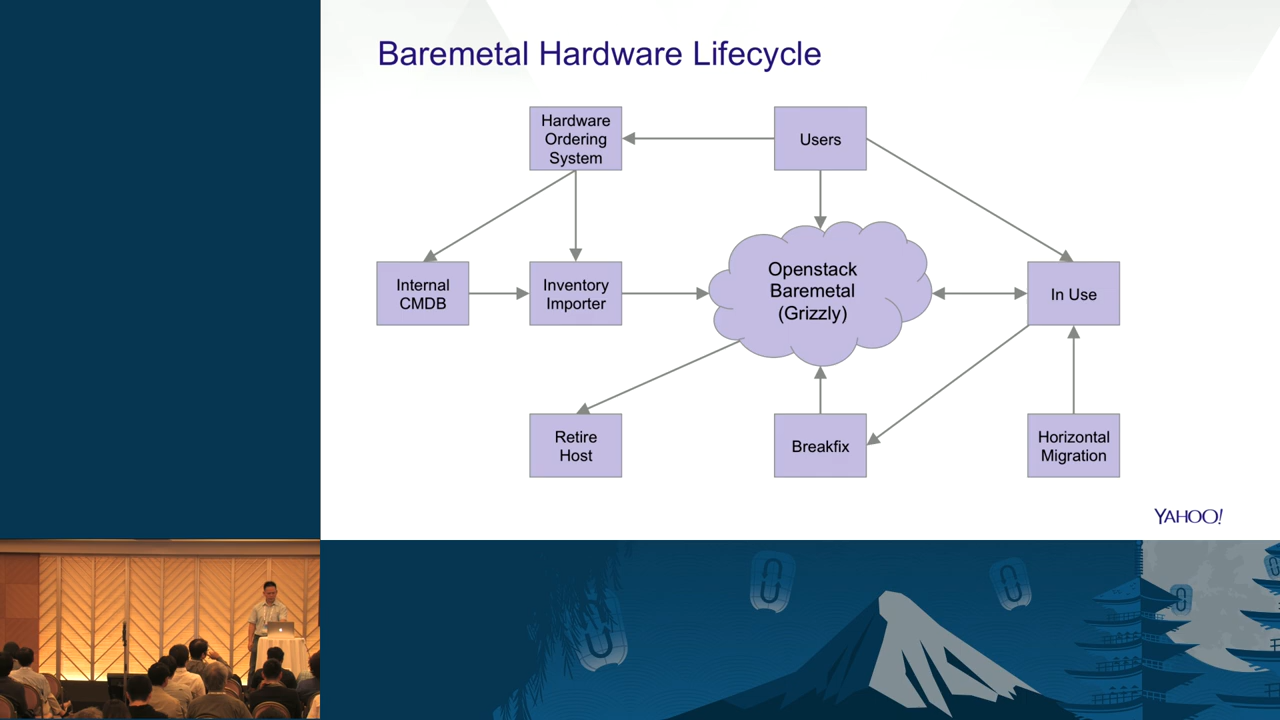 Baremetal Hardware Lifecycle
Hardware
Ordering
System
Users
Internal
CMDB
Inventory
Importer
Openstack
Baremetal
(Grizzly)
In Use
Retire
Host
Breakfix
Horizontal
Migration
YAHOO!